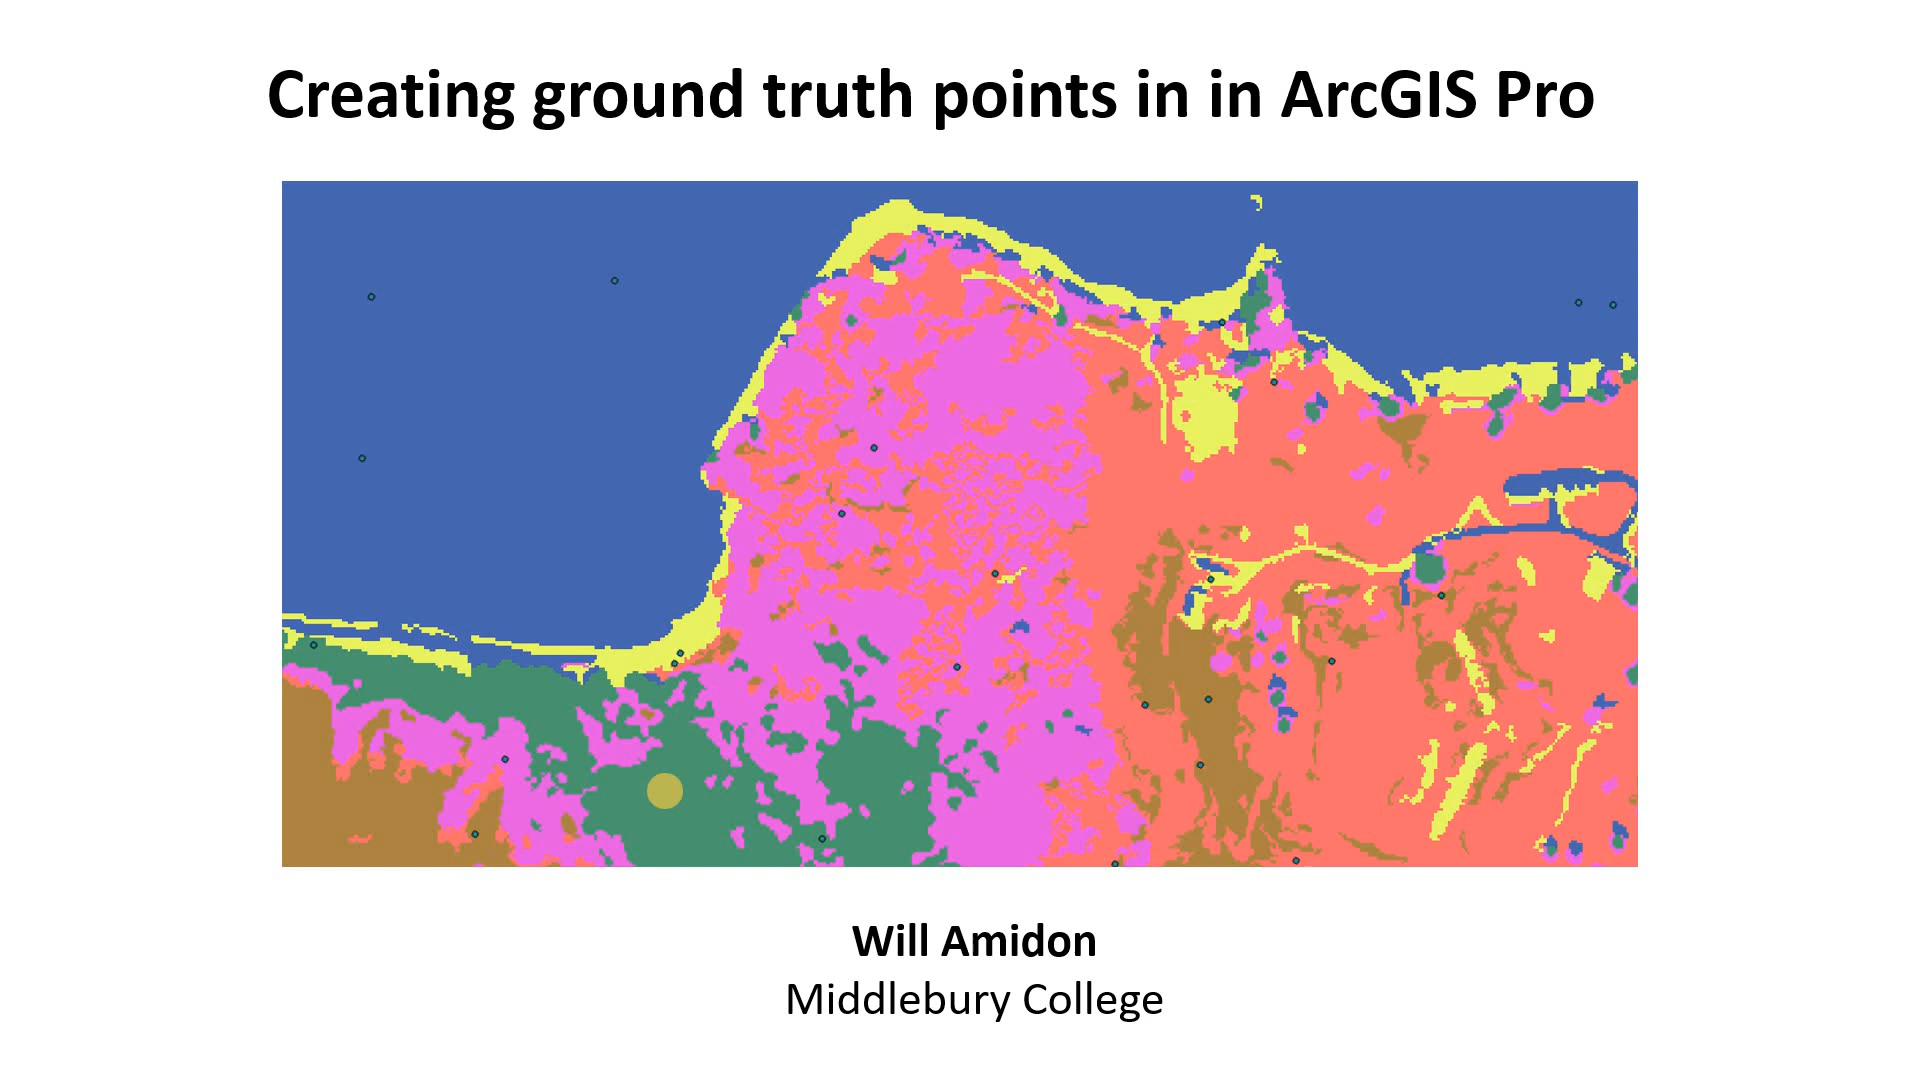 Creating ground truth points in in ArcGIS Pro
Will Amidon
Middlebury College